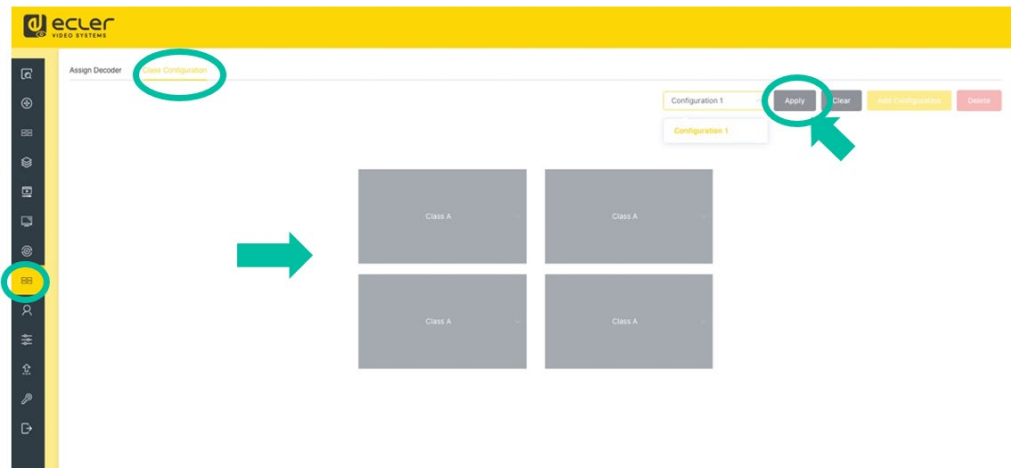 ecler
VIDEO SYSTEMS
Assign Decoder Class Configuration
Configuration 1 Apply Clear Add Configuration Delete
Configuration 1
Class A Class A
Class A Class A